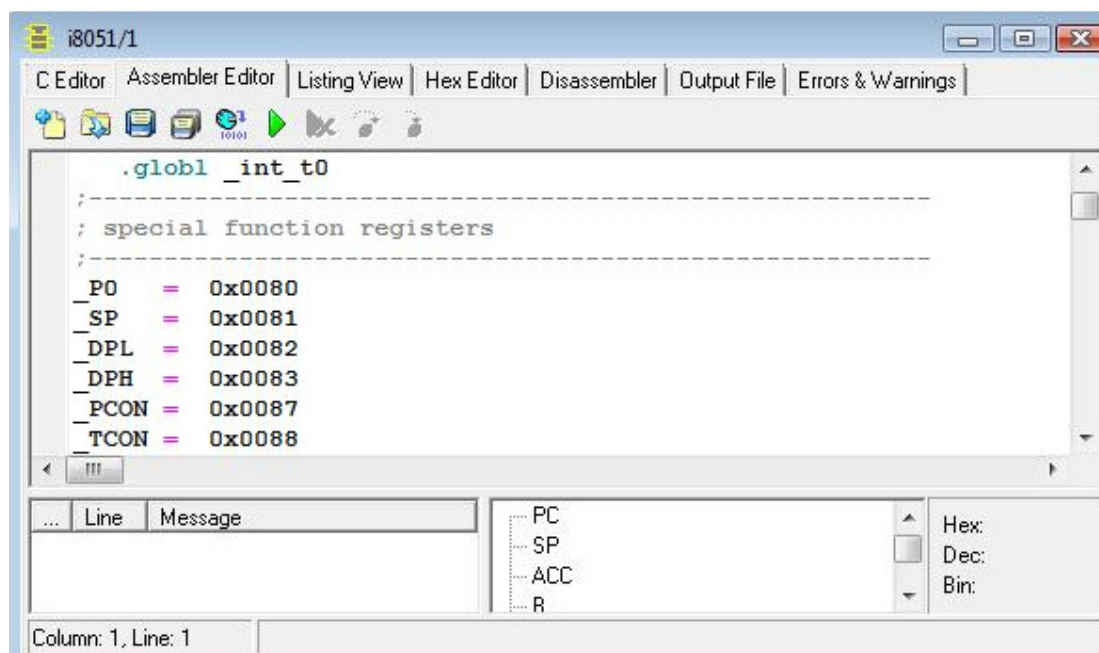 i8051/1
C Editor Assembler Editor Listing View Hex Editor Disassembler Output File Errors & Warnings
.globl _int_t0
;--------------------------------------------------------
; special function registers
;--------------------------------------------------------
_P0 = 0x0080
_SP = 0x0081
_DPL = 0x0082
_DPH = 0x0083
_PCON = 0x0087
_TCON = 0x0088
... Line Message
PC
SP
ACC
B
Hex:
Dec:
Bin:
Column: 1, Line: 1